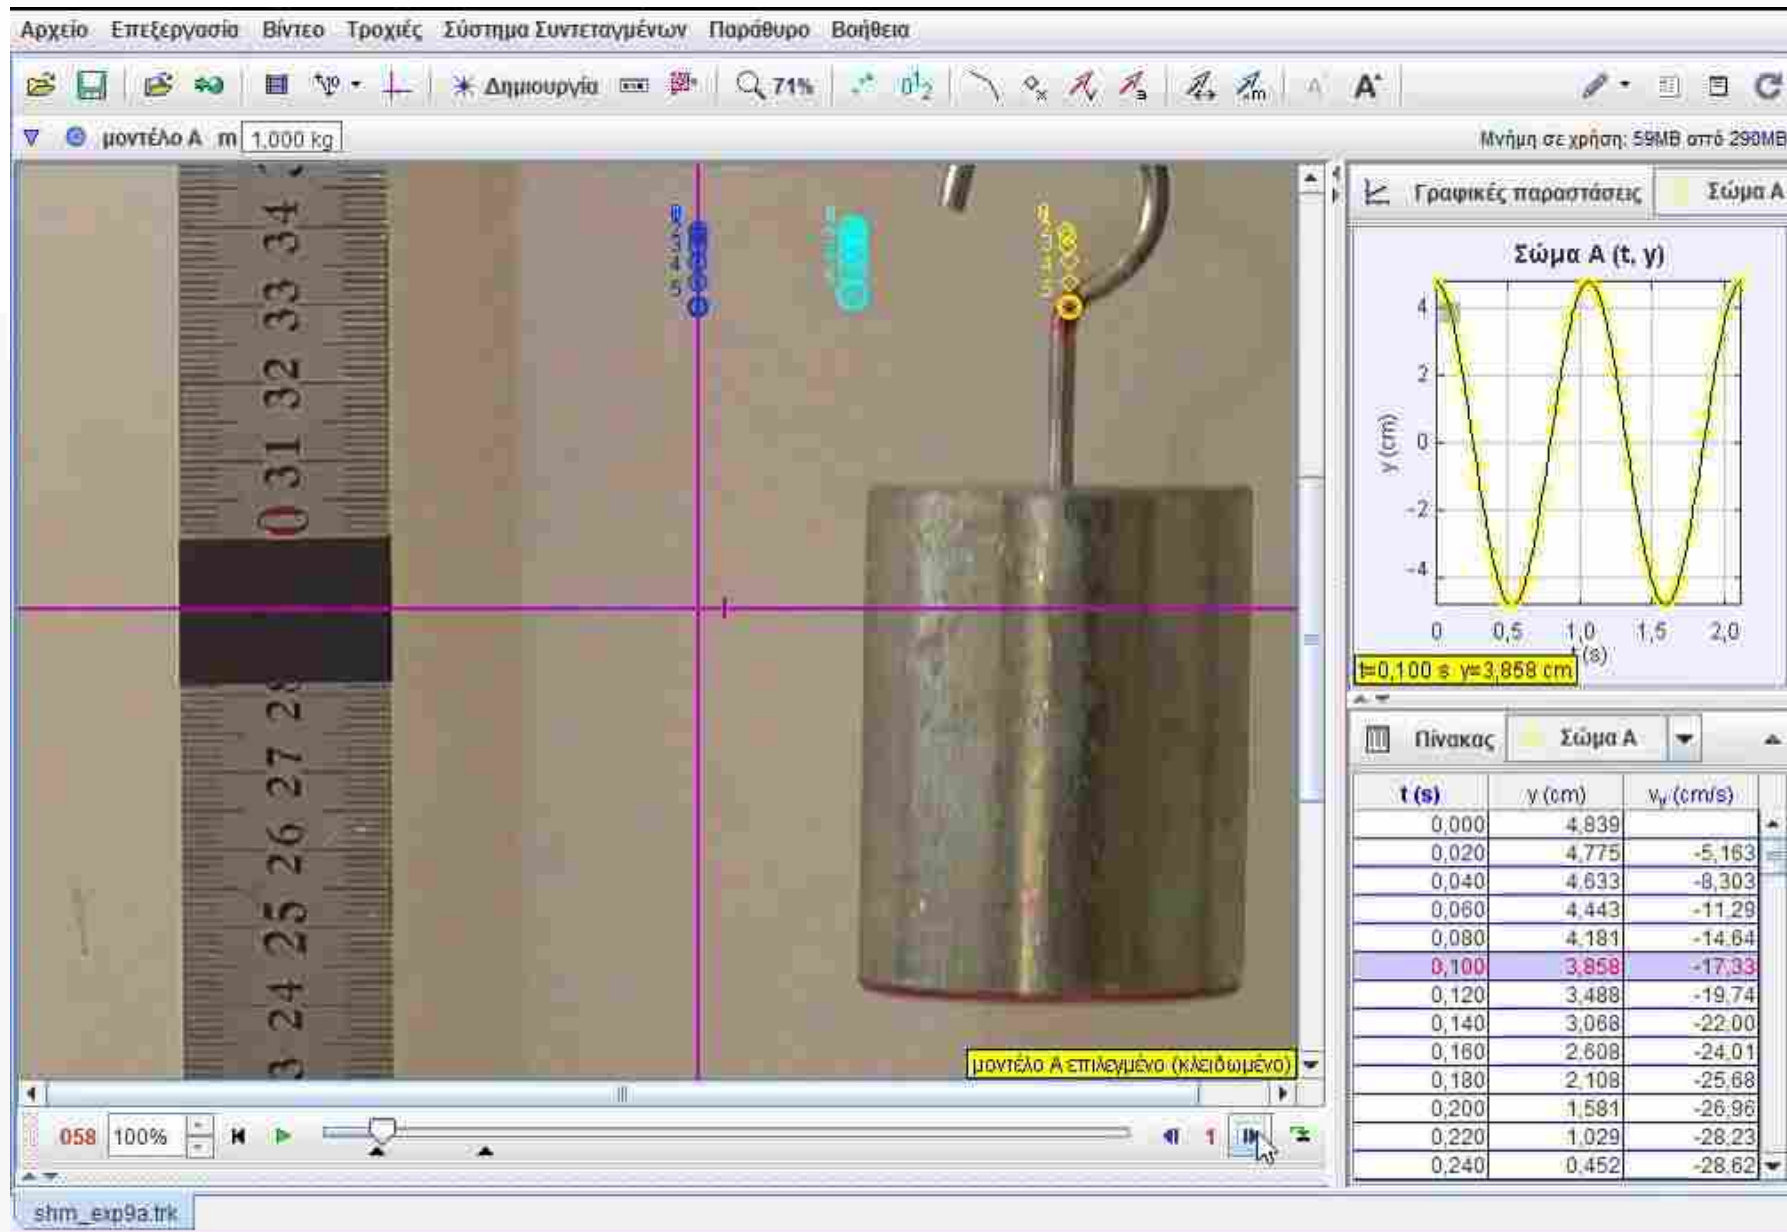 Αρχείο Επεξεργασία Βίντεο Τροχιές Σύστημα Συντεταγμένων Παράθυρο Βοήθεια
Δημιουργία 71%
μοντέλο A m 1,000 kg Μνήμη σε χρήση: 59MB από 290MB
34
33
32
31
0
28
27
26
25
24
3
μοντέλο A επιλεγμένο (κλειδωμένο)
058 100% 1
shm_exp9a.trk
Γραφικές παραστάσεις Σώμα A
Σώμα A (t, y)
y (cm)
4
2
0
-2
-4
0 0,5 1,0 1,5 2,0
t (s)
t=0,100 s y=3,858 cm
Πίνακας Σώμα A
t (s) y (cm) vy (cm/s)
0,000 4,839
0,020 4,775 -5,163
0,040 4,633 -8,303
0,060 4,443 -11,29
0,080 4,181 -14,64
0,100 3,858 -17,33
0,120 3,488 -19,74
0,140 3,068 -22,00
0,160 2,608 -24,01
0,180 2,108 -25,68
0,200 1,581 -26,96
0,220 1,029 -28,23
0,240 0,452 -28,62